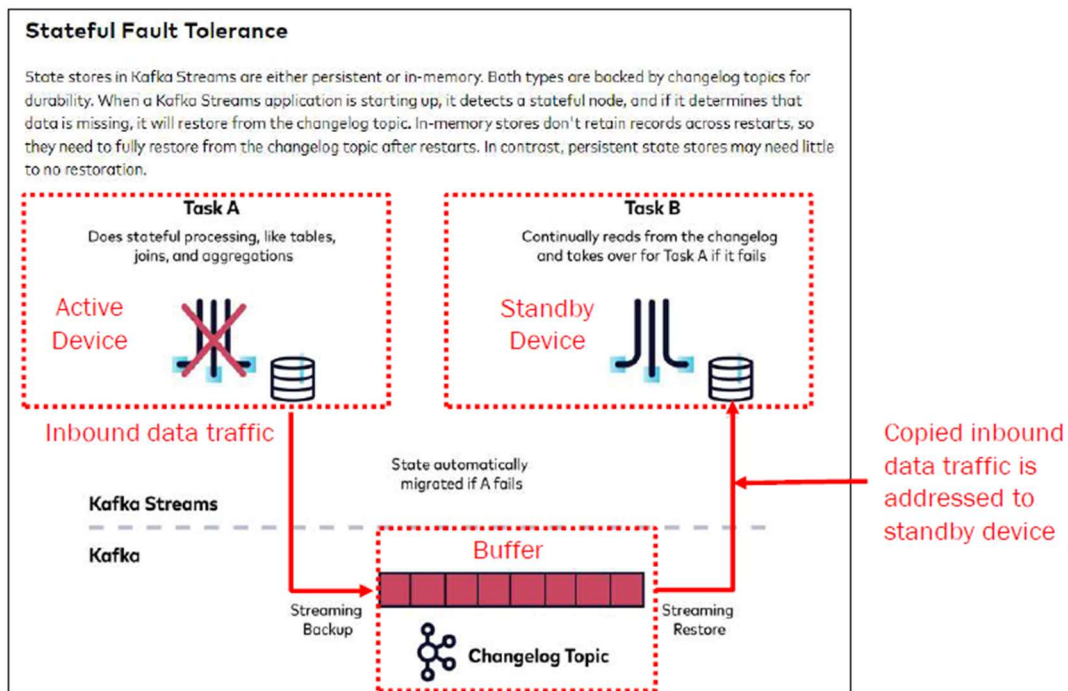 Stateful Fault Tolerance
State stores in Kafka Streams are either persistent or in-memory. Both types are backed by changelog topics for
durability. When a Kafka Streams application is starting up, it detects a stateful node, and if it determines that
data is missing, it will restore from the changelog topic. In-memory stores don't retain records across restarts, so
they need to fully restore from the changelog topic after restarts. In contrast, persistent state stores may need little
to no restoration.
Task A
Does stateful processing, like tables,
joins, and aggregations
Active
Device
Task B
Continually reads from the changelog
and takes over for Task A if it fails
Standby
Device
Inbound data traffic
Copied inbound
data traffic is
addressed to
standby device
State automatically
migrated if A fails
Kafka Streams
Kafka
Buffer
Streaming
Backup
Streaming
Restore
Changelog Topic